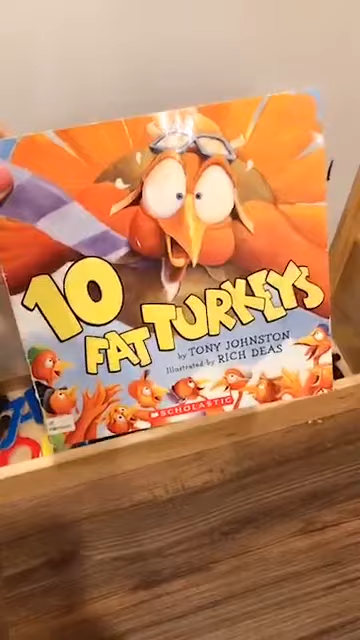 10
FAT TURKEYS
by TONY JOHNSTON
Illustrated by RICH DEAS
SCHOLASTIC